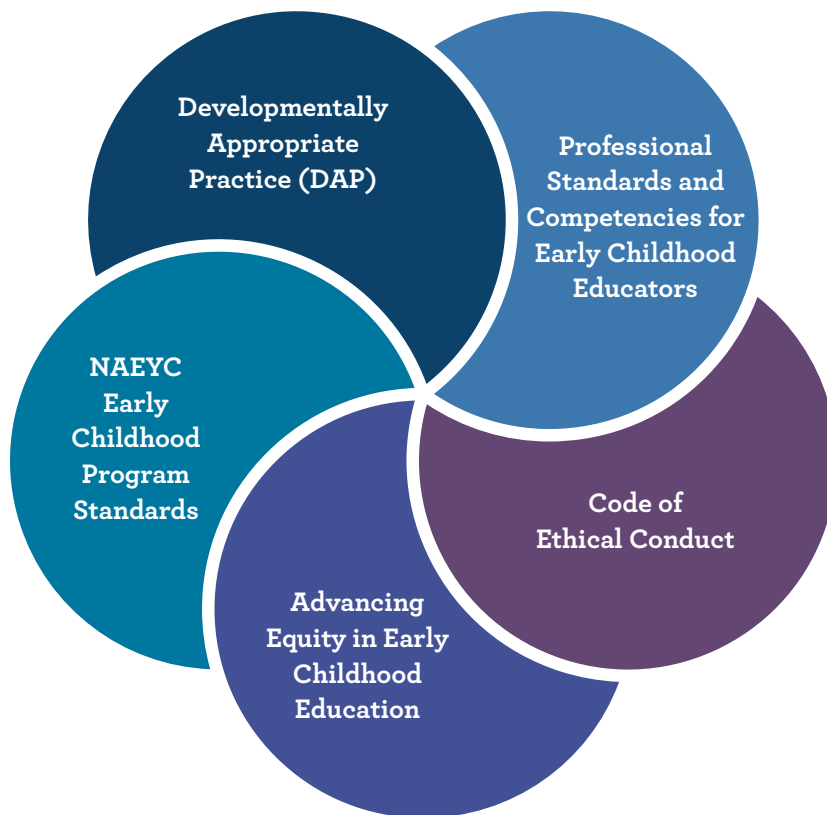 Developmentally
Appropriate
Practice (DAP)
Professional
Standards and
Competencies for
Early Childhood
Educators
NAEYC
Early
Childhood
Program
Standards
Code of
Ethical Conduct
Advancing
Equity in Early
Childhood
Education